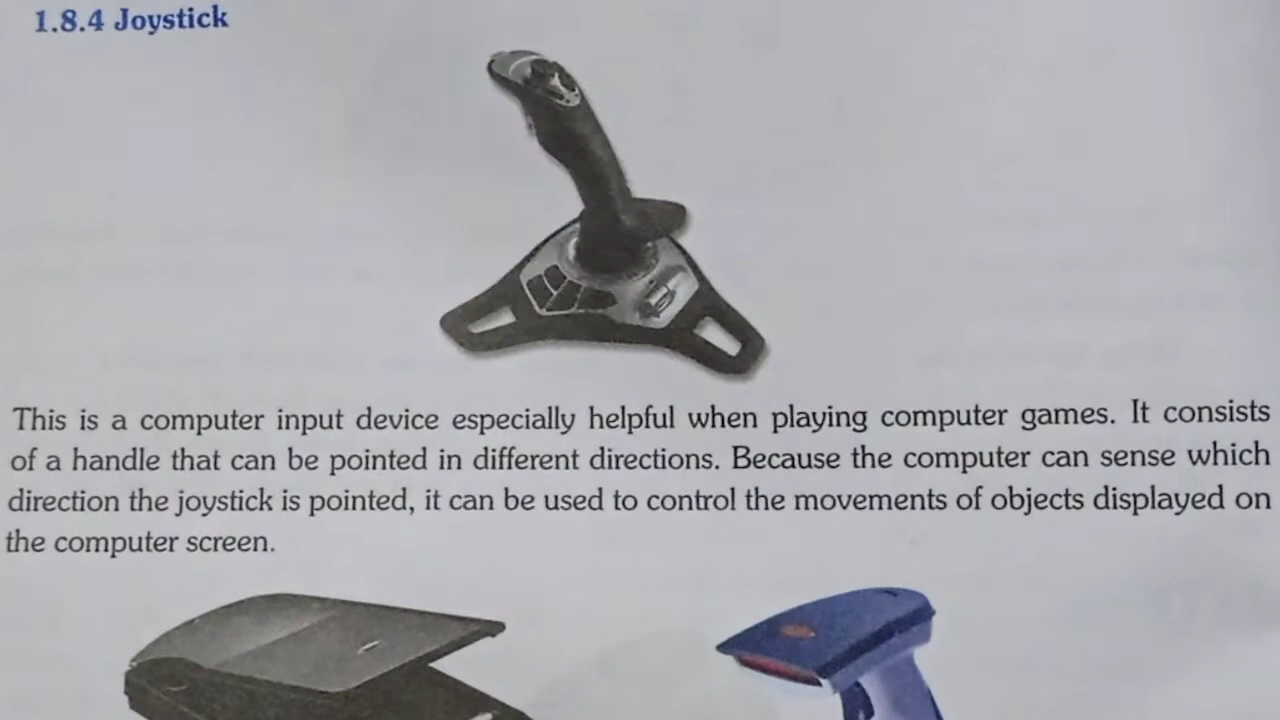 1.8.4 Joystick
This is a computer input device especially helpful when playing computer games. It consists
of a handle that can be pointed in different directions. Because the computer can sense which
direction the joystick is pointed, it can be used to control the movements of objects displayed on
the computer screen.